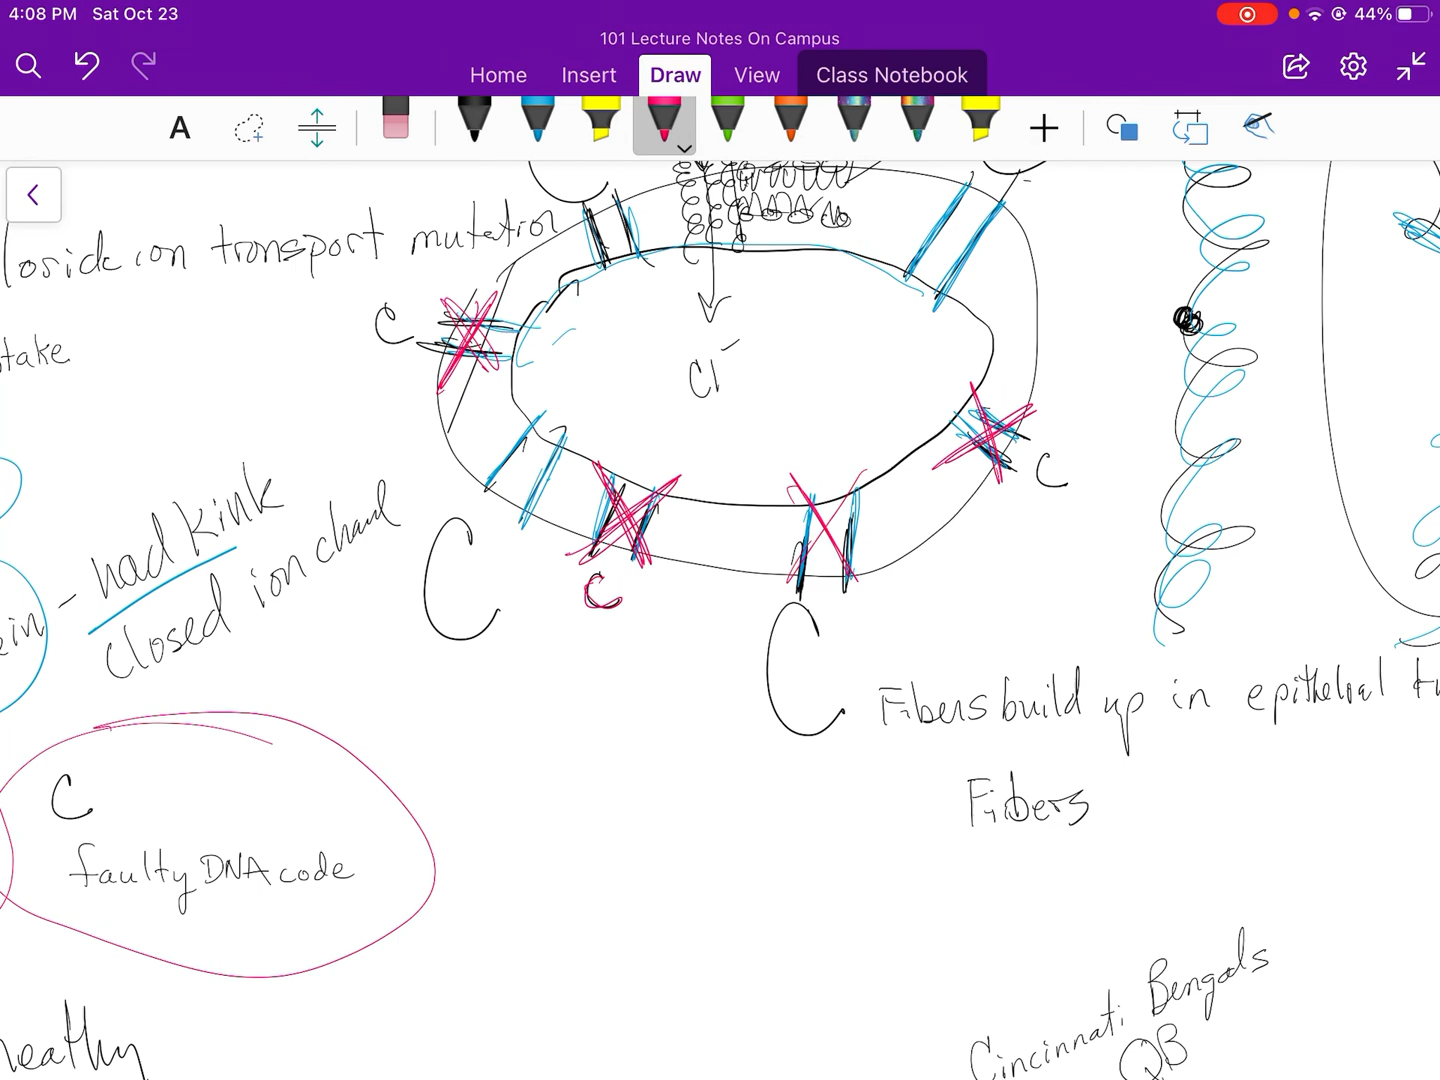 4:08 PM Sat Oct 23
44%
101 Lecture Notes On Campus
Home Insert Draw View Class Notebook
A
loride ion transport mutation
take
C
Cl⁻
C
had kink
closed ion chanl
C
C
C
Fibers build up in epithelial
Fibers
C
faulty DNA code
healthy
Cincinnati Bengals
QB